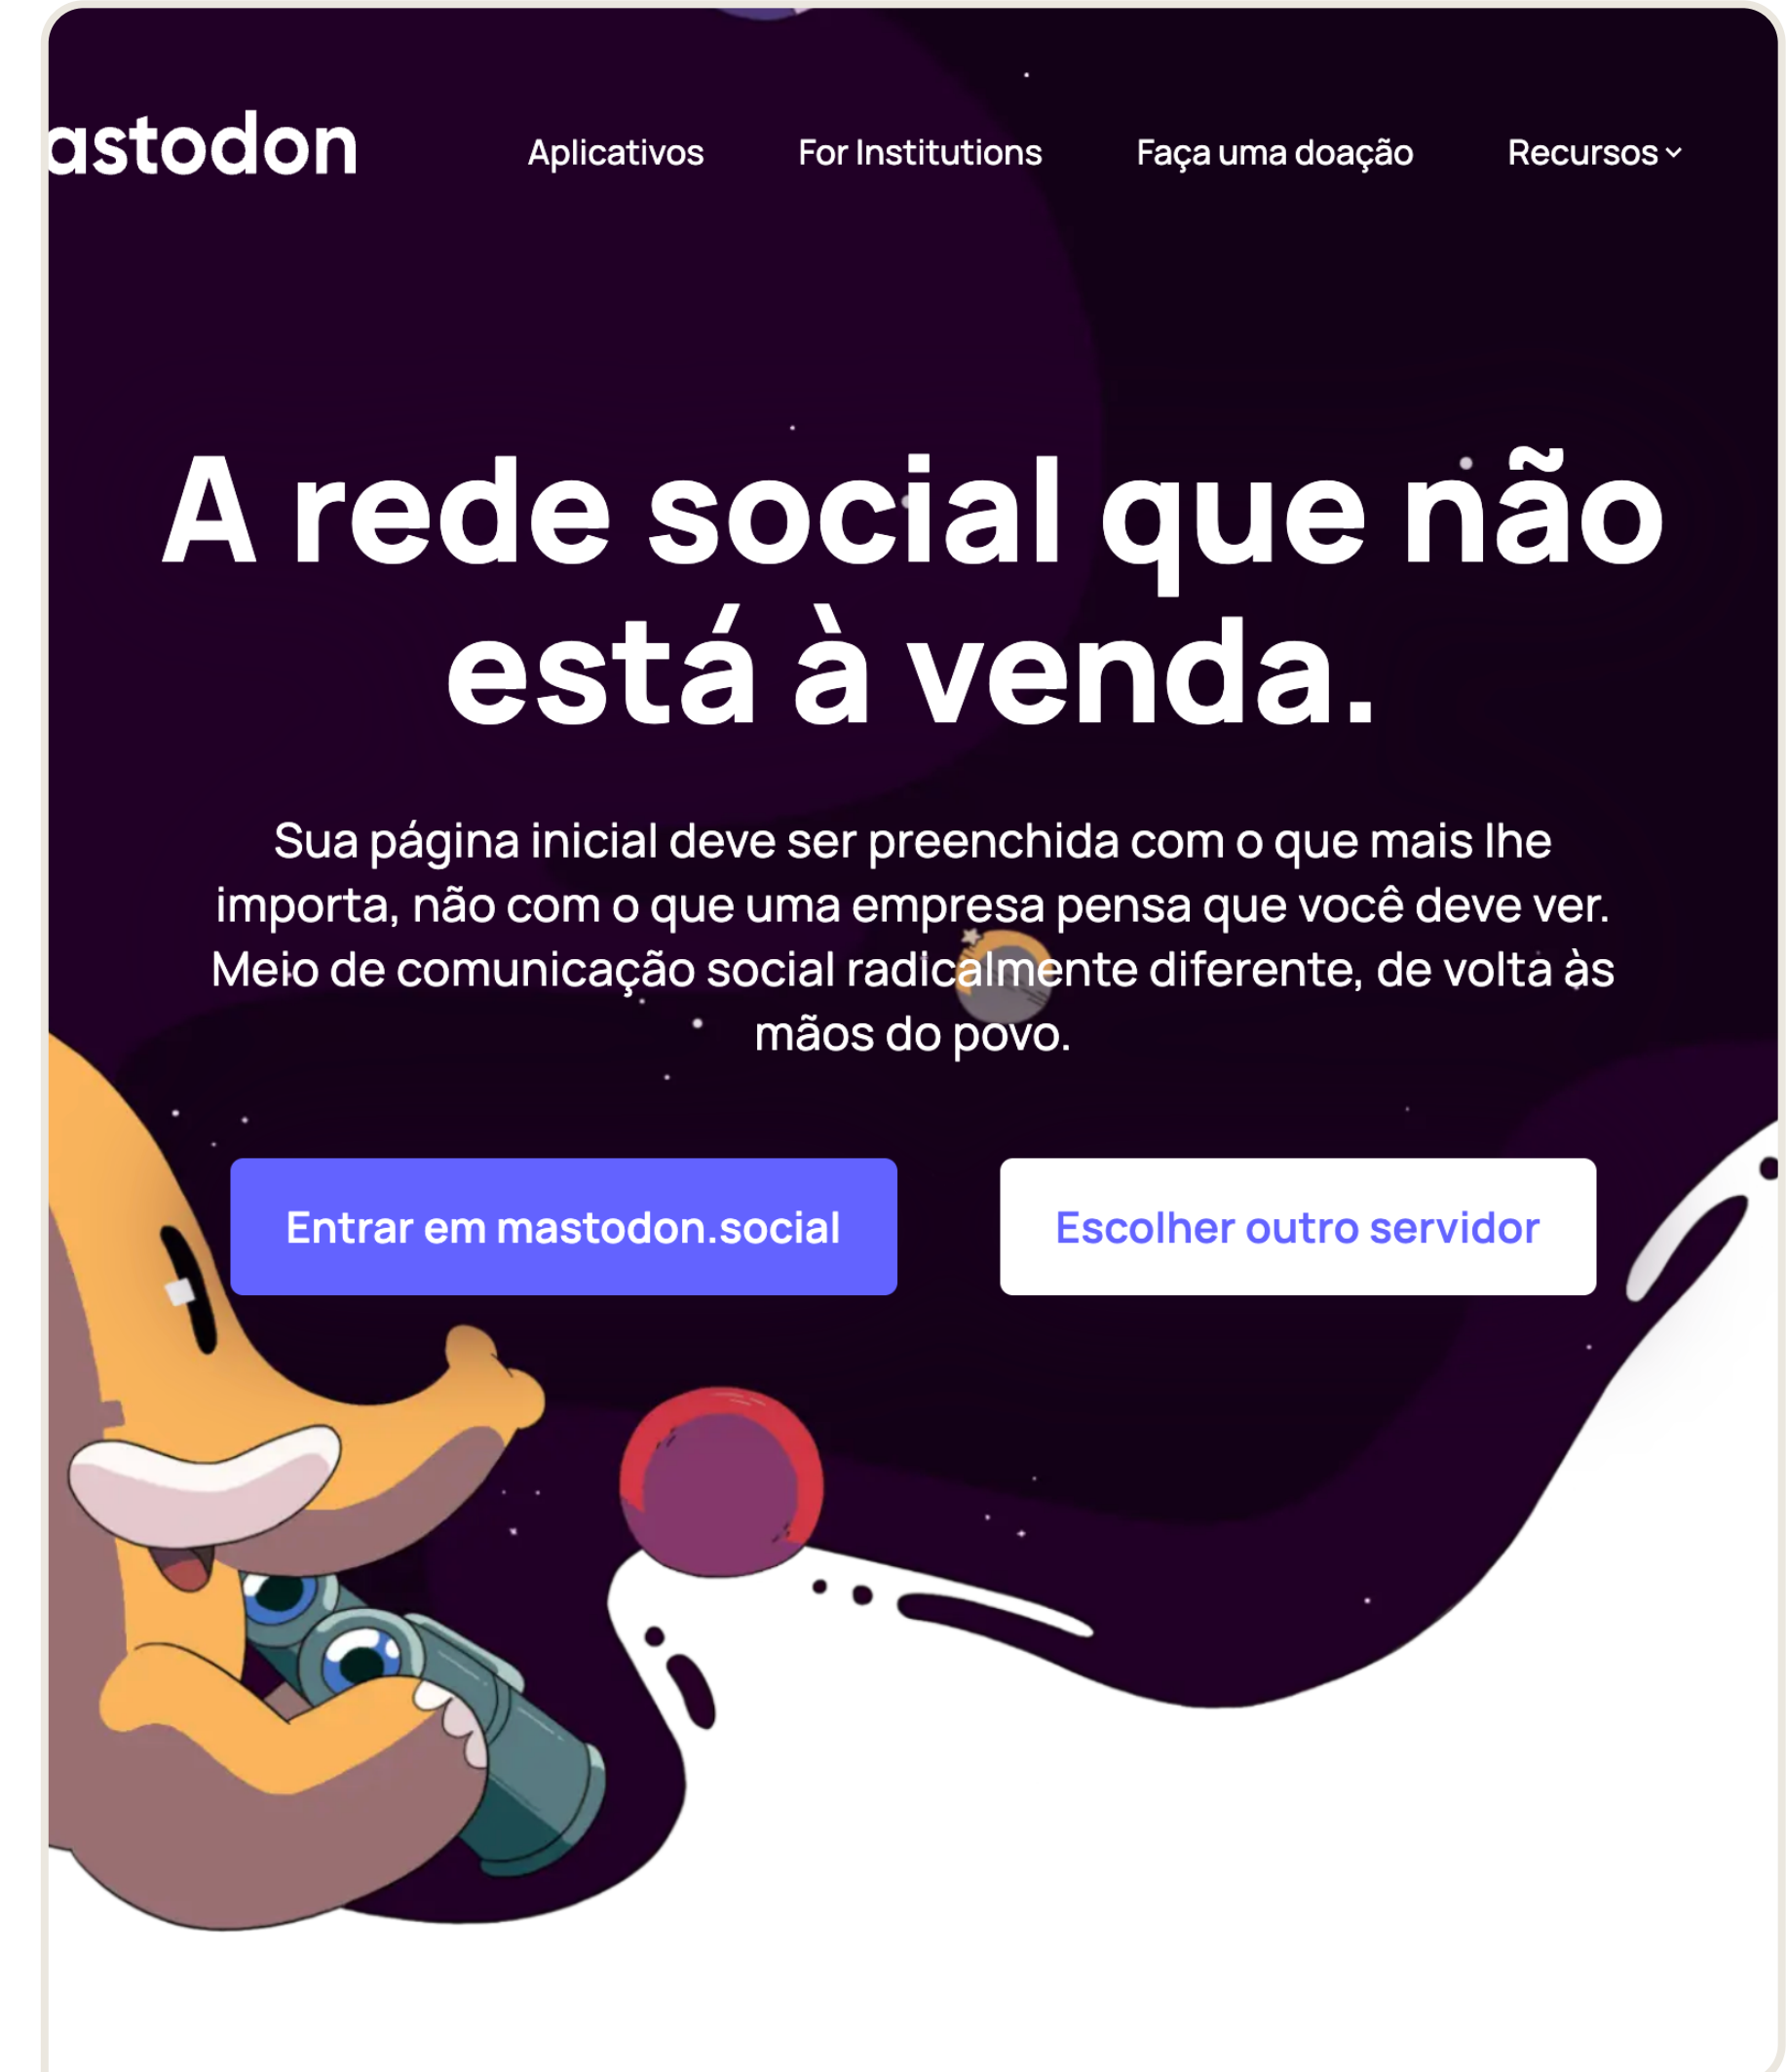 astodon
Aplicativos
For Institutions
Faça uma doação
Recursos
A rede social que não
está à venda.
Sua página inicial deve ser preenchida com o que mais lhe
importa, não com o que uma empresa pensa que você deve ver.
Meio de comunicação social radicalmente diferente, de volta às
mãos do povo.
Entrar em mastodon.social
Escolher outro servidor